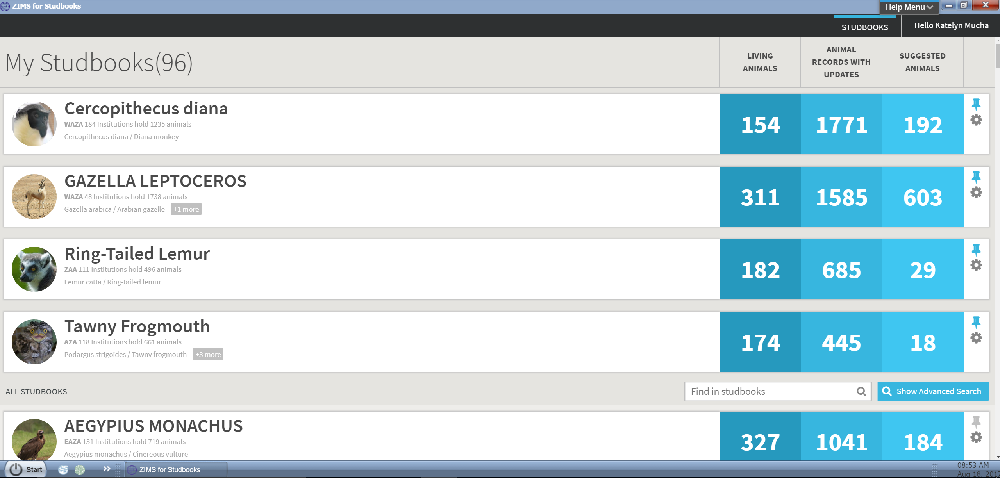 ZIMS for Studbooks
Help Menu
STUDBOOKS
Hello Katelyn Mucha
My Studbooks(96)
LIVING
ANIMALS
ANIMAL
RECORDS WITH
UPDATES
SUGGESTED
ANIMALS
Cercopithecus diana
WAZA 184 Institutions hold 1235 animals
Cercopithecus diana / Diana monkey
154
1771
192
GAZELLA LEPTOCEROS
WAZA 48 Institutions hold 1738 animals
Gazella arabica / Arabian gazelle +1 more
311
1585
603
Ring-Tailed Lemur
ZAA 111 Institutions hold 496 animals
Lemur catta / Ring-tailed lemur
182
685
29
Tawny Frogmouth
AZA 118 Institutions hold 661 animals
Podargus strigoides / Tawny frogmouth +3 more
174
445
18
ALL STUDBOOKS
Find in studbooks
Show Advanced Search
AEGYPIUS MONACHUS
EAZA 131 Institutions hold 719 animals
Aegypius monachus / Cinereous vulture
327
1041
184
Start
ZIMS for Studbooks
08:53 AM
Aug 18, 2017